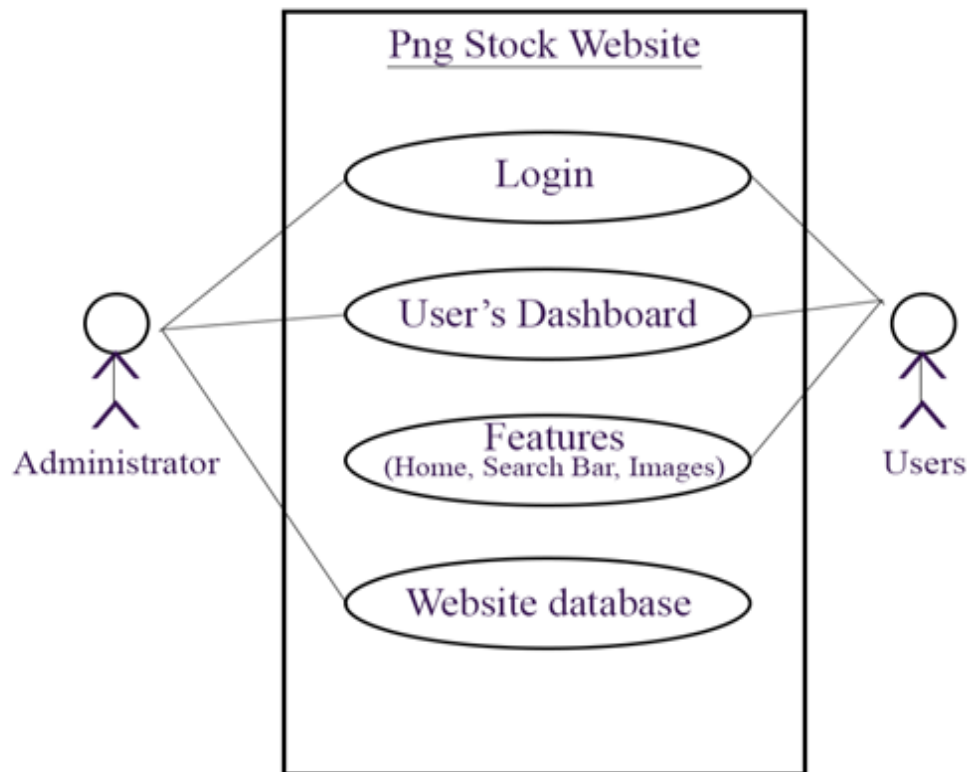 Png Stock Website
Login
User's Dashboard
Features
(Home, Search Bar, Images)
Administrator
Users
Website database